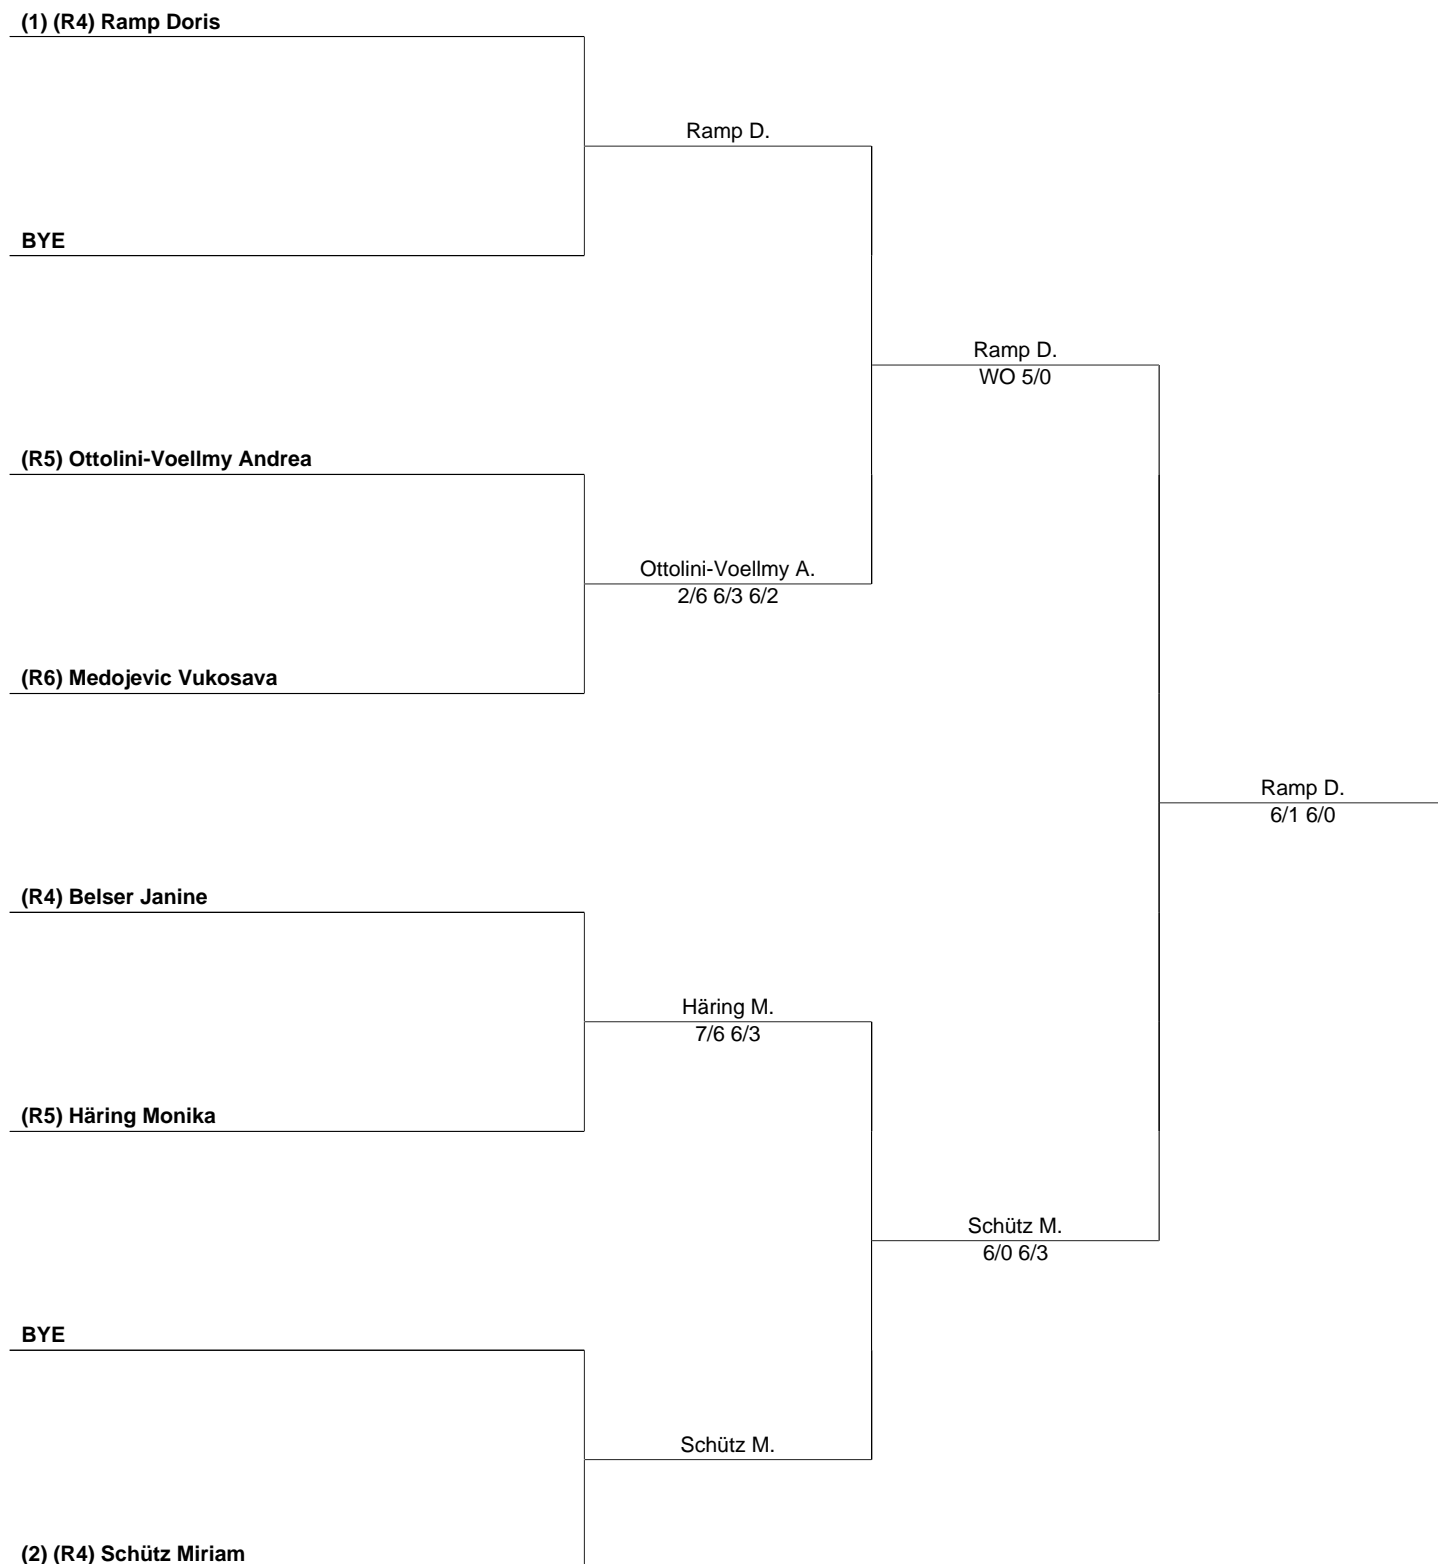 (1) (R4) Ramp Doris
Ramp D.
BYE
Ramp D.
WO 5/0
(R5) Ottolini-Voellmy Andrea
Ottolini-Voellmy A.
2/6 6/3 6/2
(R6) Medojevic Vukosava
Ramp D.
6/1 6/0
(R4) Belser Janine
Häring M.
7/6 6/3
(R5) Häring Monika
Schütz M.
6/0 6/3
BYE
Schütz M.
(2) (R4) Schütz Miriam